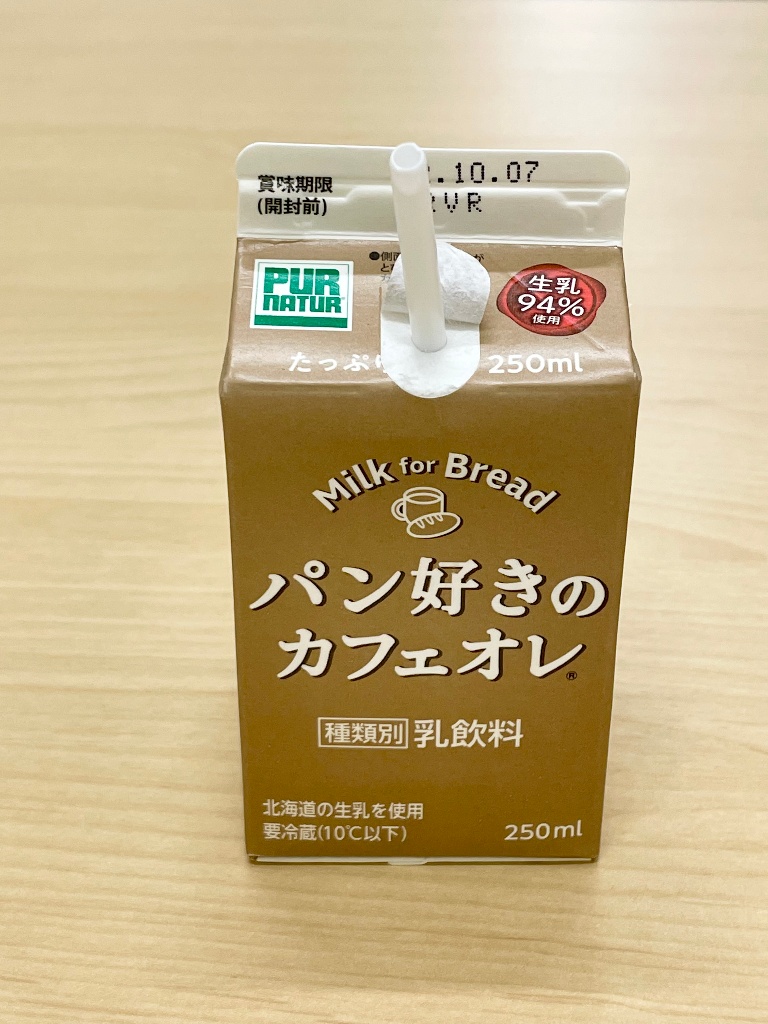 賞味期限
.10.07
(開封前)
VR
PUR
NATUR
生乳
94%
使用
たっぷり
250ml
Milk for Bread
パン好きの
カフェオレ®
種類別 乳飲料
北海道の生乳を使用
要冷蔵(10℃以下)
250ml